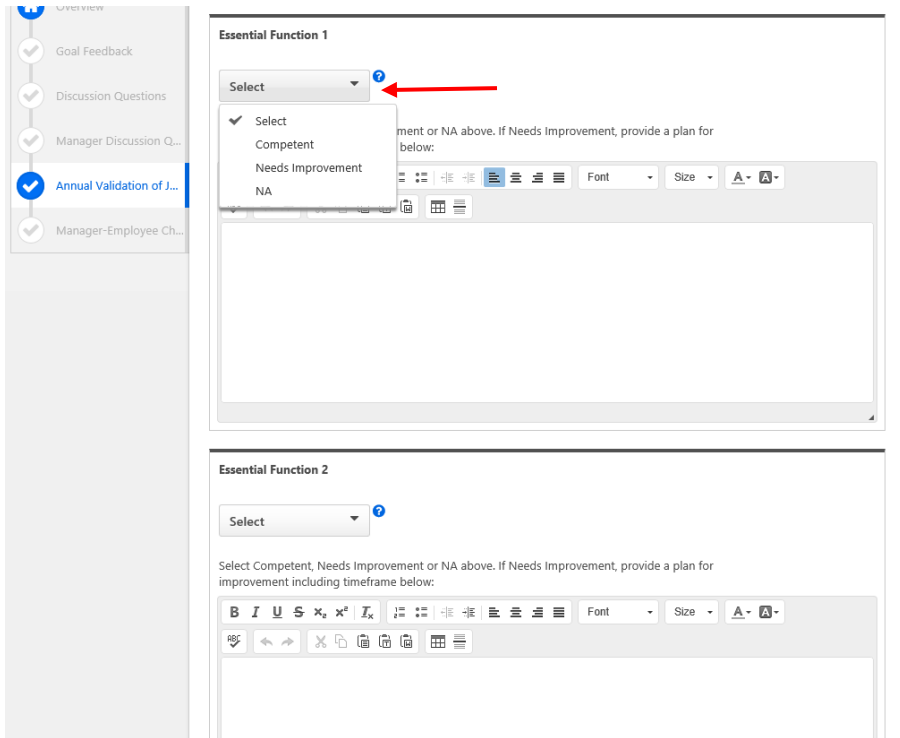 Overview
Goal Feedback
Discussion Questions
Manager Discussion Q...
Annual Validation of J...
Manager-Employee Ch...
Essential Function 1
Select
?
Select
Competent
Needs Improvement
NA
ment or NA above. If Needs Improvement, provide a plan for
below:
Font
Size
A
A
Essential Function 2
Select
?
Select Competent, Needs Improvement or NA above. If Needs Improvement, provide a plan for
improvement including timeframe below:
B I U S x₂ x² Iₓ
Font
Size
A
A
ABC